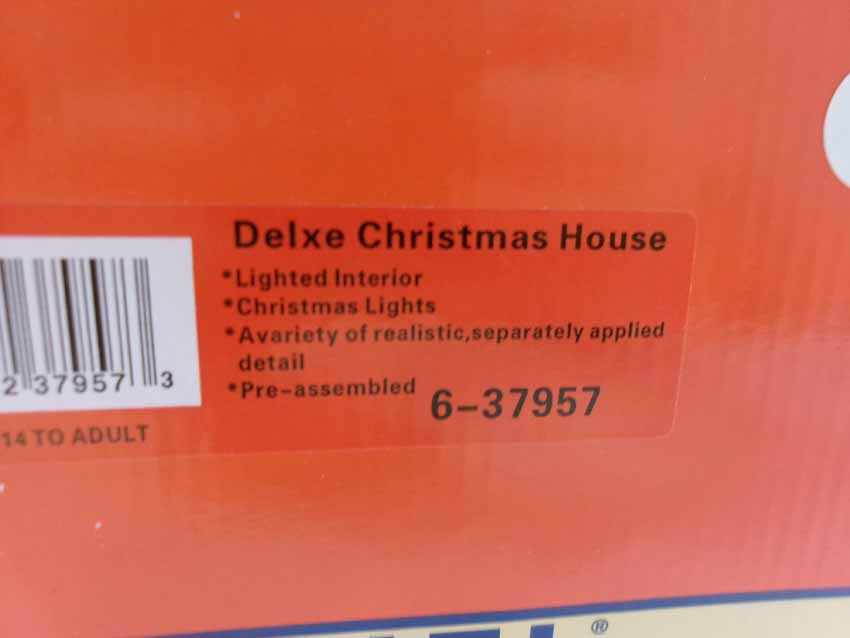 Delxe Christmas House
*Lighted Interior
*Christmas Lights
*Avariety of realistic,separately applied
detail
*Pre-assembled
6-37957
2 37957 3
14 TO ADULT
®